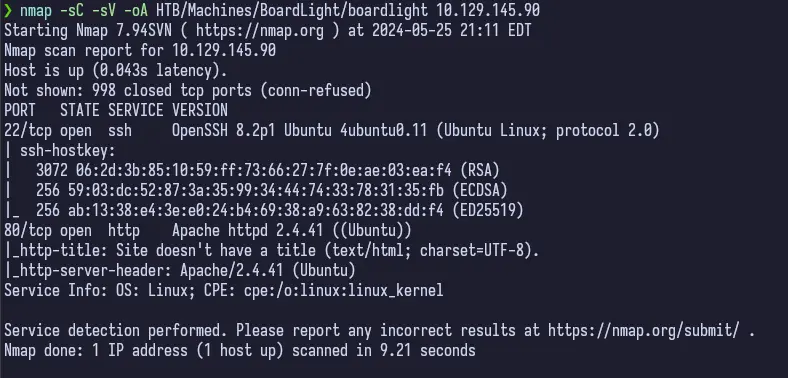 ❯ nmap -sC -sV -oA HTB/Machines/BoardLight/boardlight 10.129.145.90
Starting Nmap 7.94SVN ( https://nmap.org ) at 2024-05-25 21:11 EDT
Nmap scan report for 10.129.145.90
Host is up (0.043s latency).
Not shown: 998 closed tcp ports (conn-refused)
PORT   STATE SERVICE VERSION
22/tcp open  ssh     OpenSSH 8.2p1 Ubuntu 4ubuntu0.11 (Ubuntu Linux; protocol 2.0)
| ssh-hostkey:
|   3072 06:2d:3b:85:10:59:ff:73:66:27:7f:0e:ae:03:ea:f4 (RSA)
|   256 59:03:dc:52:87:3a:35:99:34:44:74:33:78:31:35:fb (ECDSA)
|_  256 ab:13:38:e4:3e:e0:24:b4:69:38:a9:63:82:38:dd:f4 (ED25519)
80/tcp open  http    Apache httpd 2.4.41 ((Ubuntu))
|_http-title: Site doesn't have a title (text/html; charset=UTF-8).
|_http-server-header: Apache/2.4.41 (Ubuntu)
Service Info: OS: Linux; CPE: cpe:/o:linux:linux_kernel
Service detection performed. Please report any incorrect results at https://nmap.org/submit/ .
Nmap done: 1 IP address (1 host up) scanned in 9.21 seconds